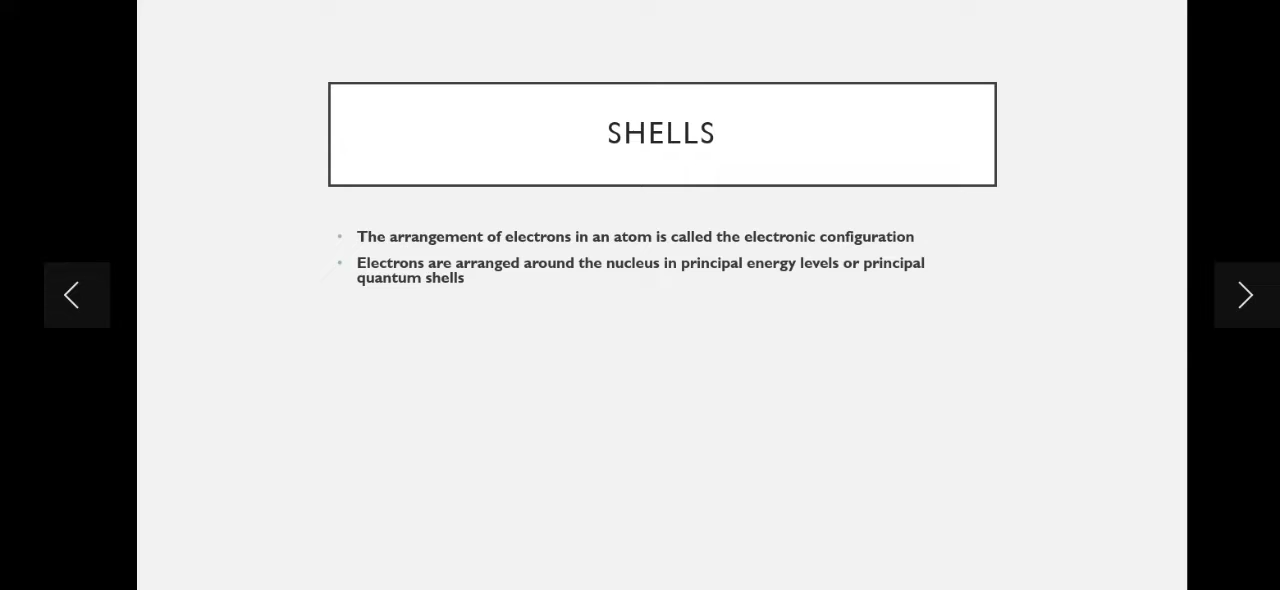 SHELLS
• The arrangement of electrons in an atom is called the electronic configuration
• Electrons are arranged around the nucleus in principal energy levels or principal
quantum shells